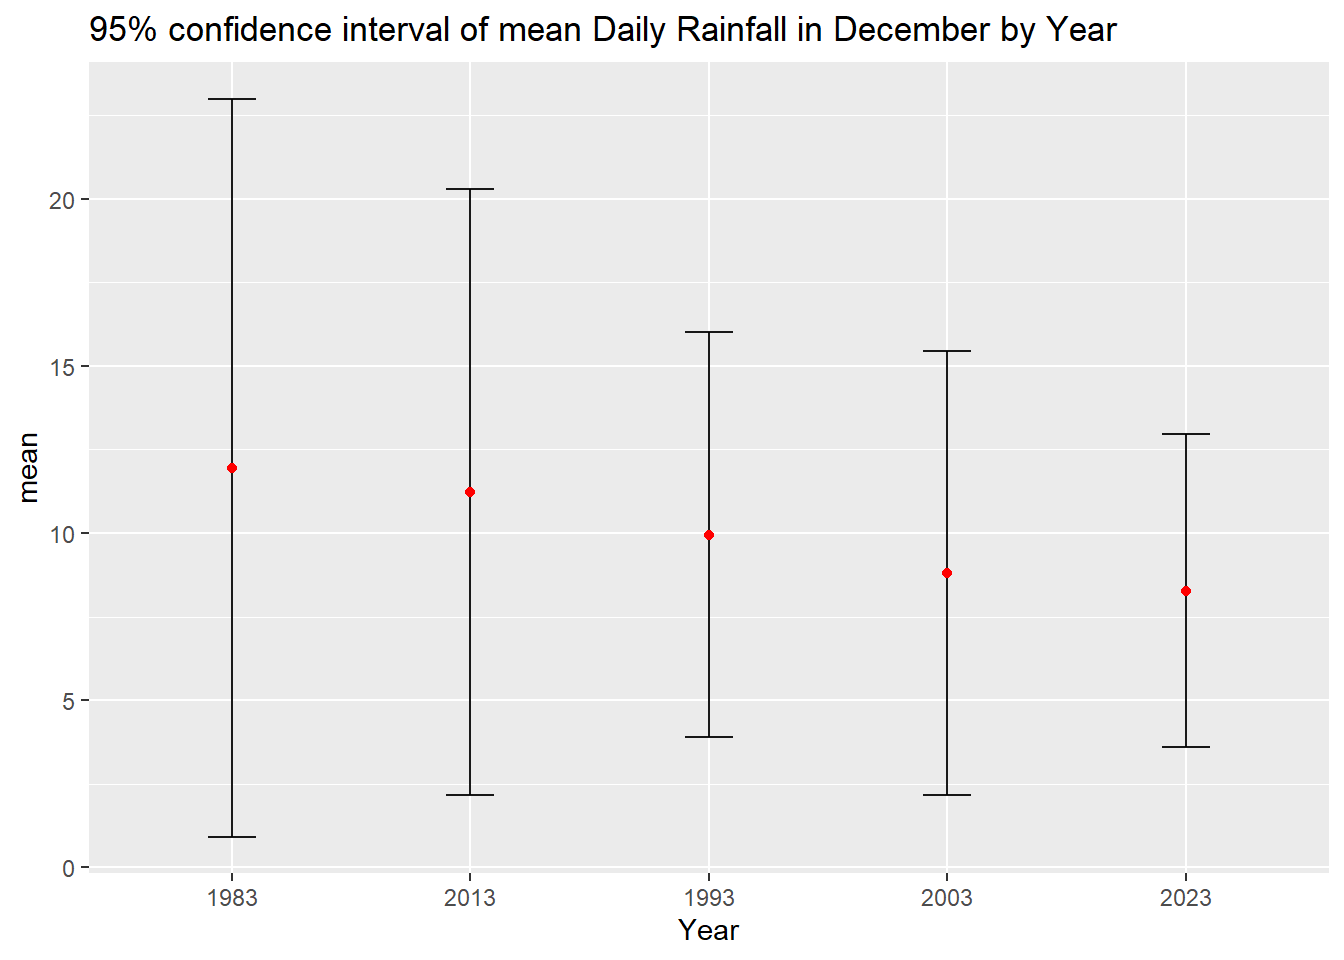 95% confidence interval of mean Daily Rainfall in December by Year
mean
20
15
10
5
0
1983 2013 1993 2003 2023
Year